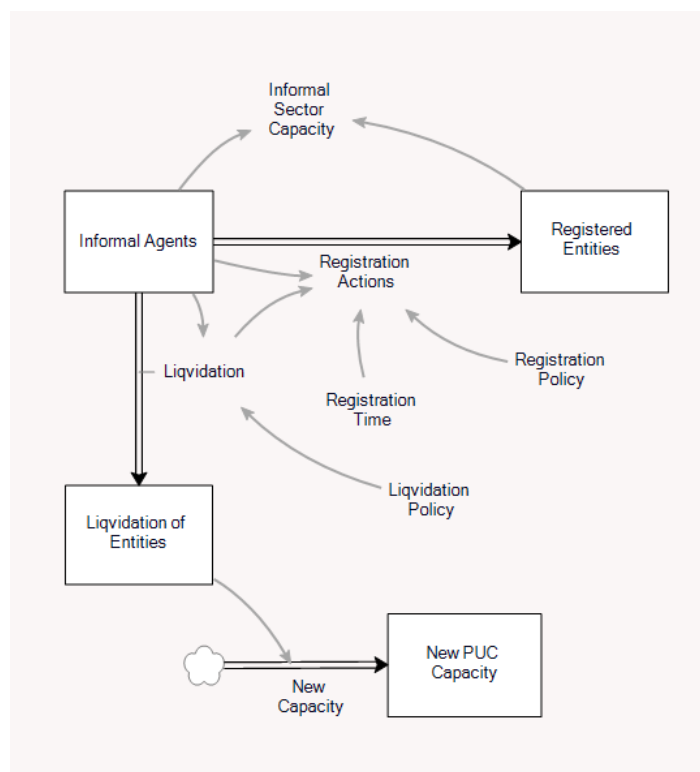 Informal
Sector
Capacity
Informal Agents
Registered
Entities
Registration
Actions
Liqvidation
Registration
Policy
Registration
Time
Liqvidation
Policy
Liqvidation of
Entities
New PUC
Capacity
New
Capacity